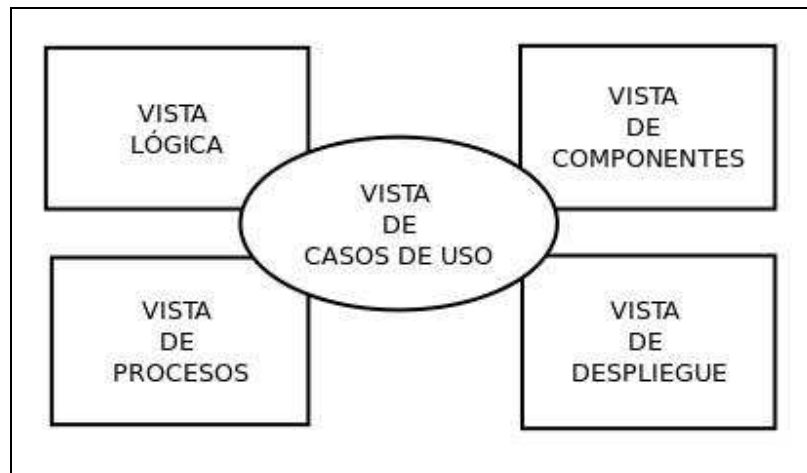 VISTA
LÓGICA
VISTA
DE
COMPONENTES
VISTA
DE
CASOS DE USO
VISTA
DE
PROCESOS
VISTA
DE
DESPLIEGUE